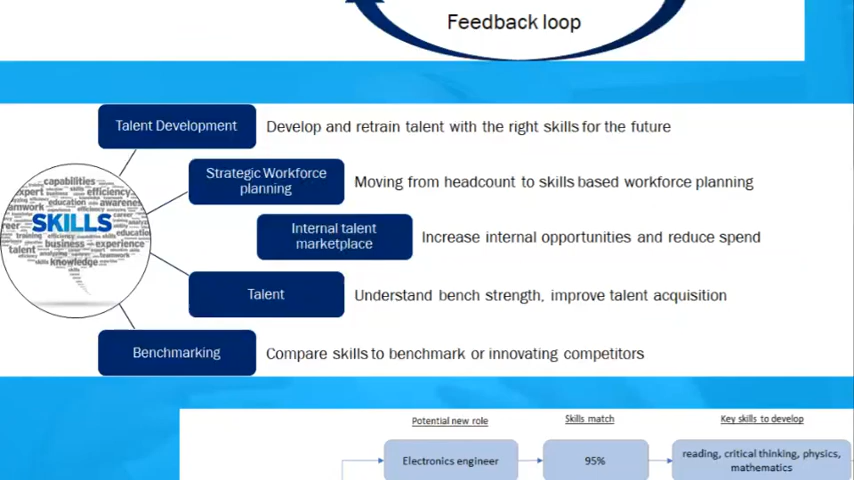 Feedback loop
Talent Development
Develop and retrain talent with the right skills for the future
Strategic Workforce
planning
Moving from headcount to skills based workforce planning
Internal talent
marketplace
Increase internal opportunities and reduce spend
Talent
Understand bench strength, improve talent acquisition
Benchmarking
Compare skills to benchmark or innovating competitors
capabilities
expert
efficiency
education
SKILLS
career
training
education
business
experience
talent
teamwork
knowledge
skills
Potential new role
Skills match
Key skills to develop
Electronics engineer
95%
reading, critical thinking, physics,
mathematics